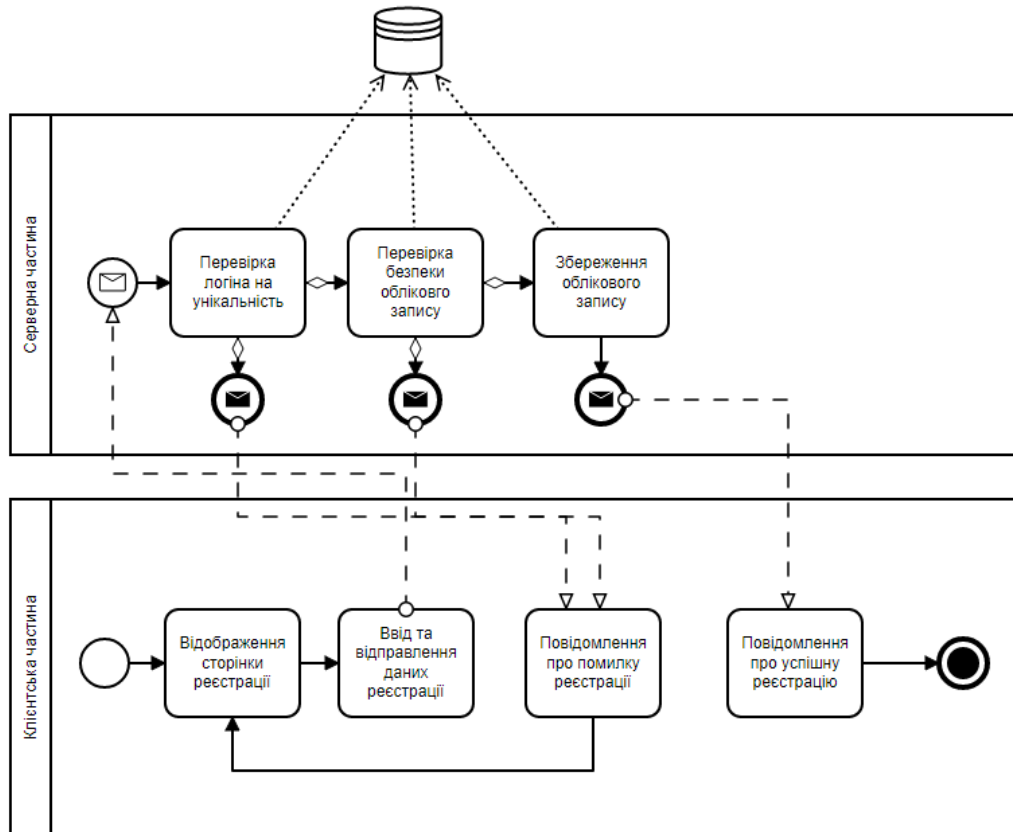 Серверна частина
Перевірка
логіна на
унікальність
Перевірка
безпеки
облікового
запису
Збереження
облікового
запису
Клієнтська частина
Відображення
сторінки
реєстрації
Ввід та
відправлення
даних
реєстрації
Повідомлення
про помилку
реєстрації
Повідомлення
про успішну
реєстрацію